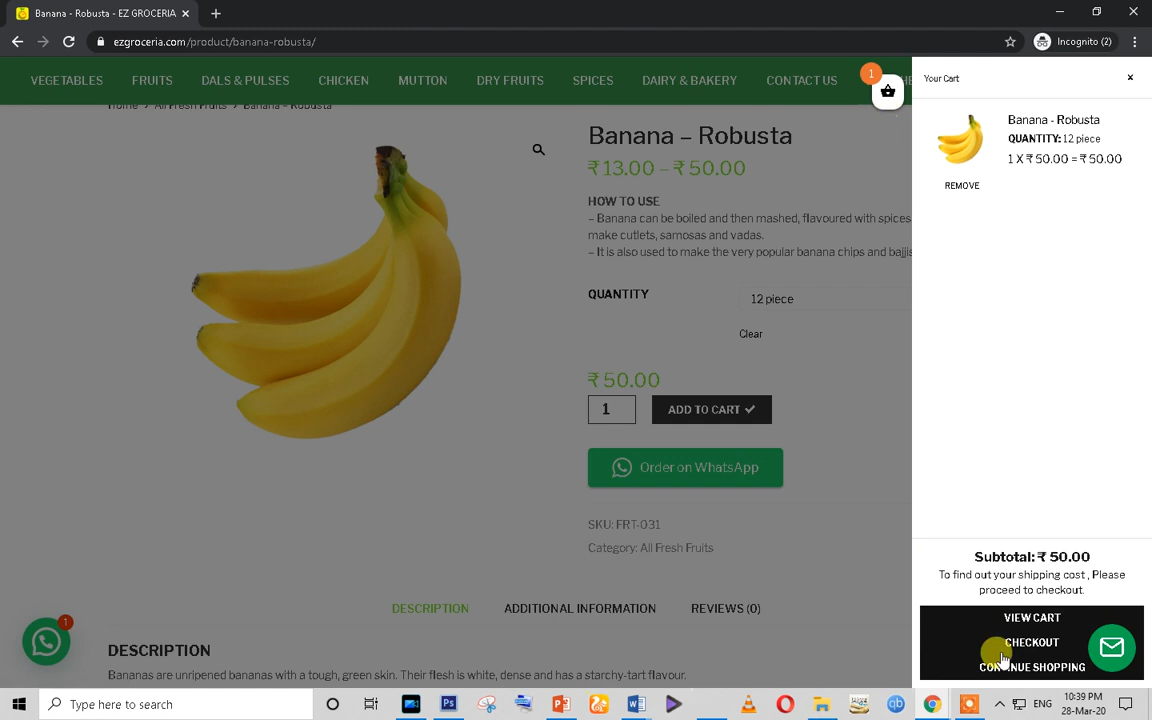 Banana - Robusta - EZ GROCERIA
ezgroceria.com/product/banana-robusta/
Incognito (2)
VEGETABLES FRUITS DALS & PULSES CHICKEN MUTTON DRY FRUITS SPICES DAIRY & BAKERY CONTACT US
1
Home > All Fresh Fruits > Banana – Robusta
Banana – Robusta
₹ 13.00 – ₹ 50.00
HOW TO USE
– Banana can be boiled and then mashed, flavoured with spices
make cutlets, samosas and vadas.
– It is also used to make the very popular banana chips and bajjis
QUANTITY 12 piece
Clear
₹ 50.00
1 ADD TO CART
Order on WhatsApp
SKU: FRT-031
Category: All Fresh Fruits
DESCRIPTION ADDITIONAL INFORMATION REVIEWS (0)
1
DESCRIPTION
Bananas are unripened bananas with a tough, green skin. Their flesh is white, dense and has a starchy-tart flavour.
Your Cart
Banana - Robusta
QUANTITY: 12 piece
1 X ₹ 50.00 = ₹ 50.00
REMOVE
Subtotal: ₹ 50.00
To find out your shipping cost , Please
proceed to checkout.
VIEW CART
CHECKOUT
CONTINUE SHOPPING
Type here to search
ENG
10:39 PM
28-Mar-20